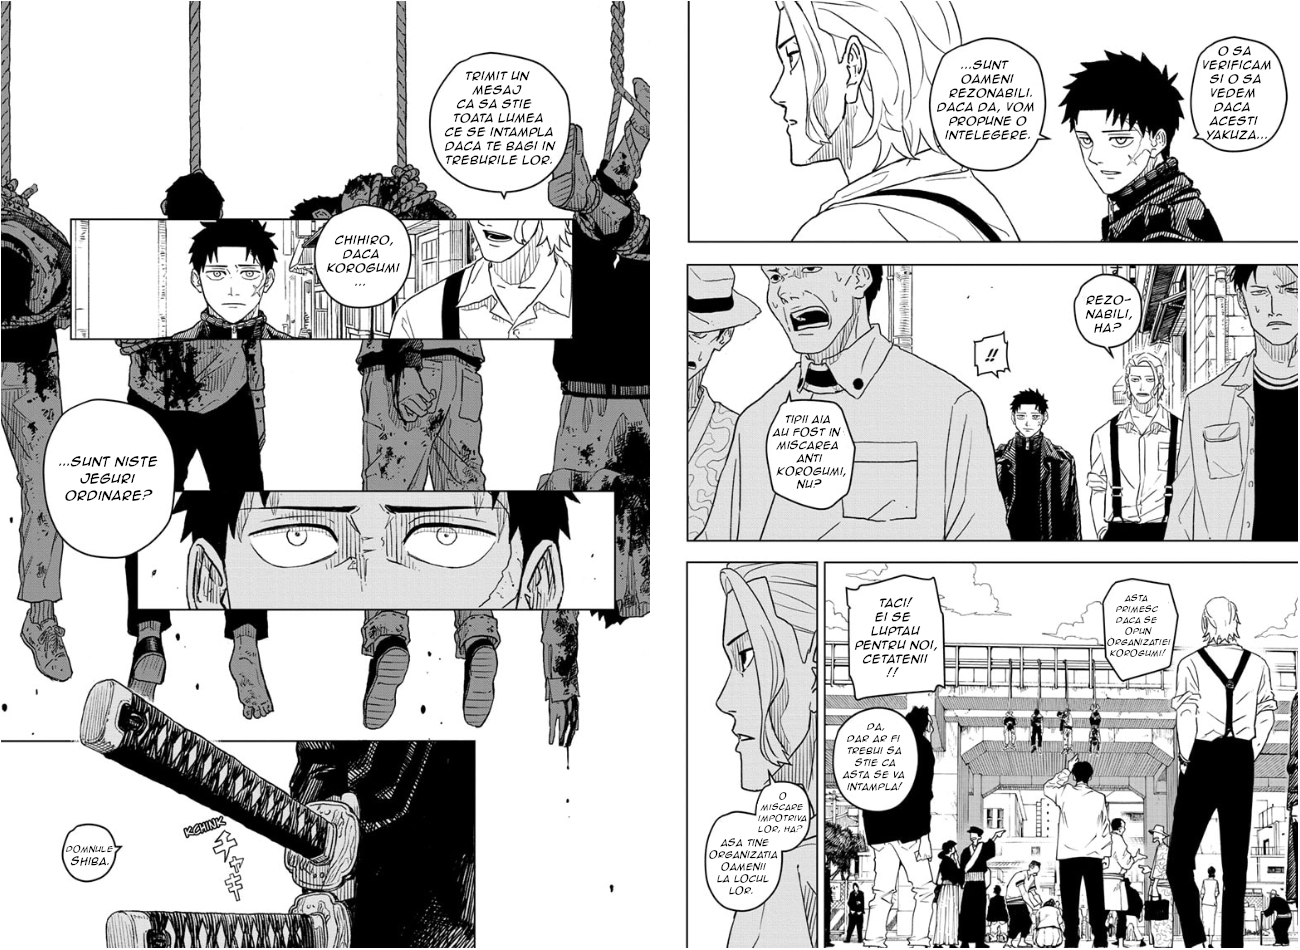 O SA
VERIFICAM
SI O SA
VEDEM
DACA
ACESTI
YAKUZA...
...SUNT
OAMENI
REZONABILI.
DACA DA, VOM
PROPUNE O
INTELEGERE.
REZO-
NABILI,
HA?
!!
TIPII AIA
AU FOST IN
MISCAREA
ANTI
KOROGUMI,
NU?
ASTA
PRIMESC
DACA SE
OPUN
ORGANIZATIEI
KOROGUMI!
TACI!
EI SE
LUPTAU
PENTRU NOI,
CETATENII
!!
DA,
DAR AR FI
TREBUI SA
STIE CA
ASTA SE VA
INTAMPLA!
O
MISCARE
IMPOTRIVA
LOR, HA?
ASA TINE
ORGANIZATIA
OAMENII
LA LOCUL
LOR.
TRIMIT UN
MESAJ
CA SA STIE
TOATA LUMEA
CE SE INTAMPLA
DACA TE BAGI IN
TREBURILE LOR.
CHIHIRO,
DACA
KOROGUMI
...
...SUNT NISTE
JEGURI
ORDINARE?
KCHINK
チャキ
DOMNULE
SHIBA.